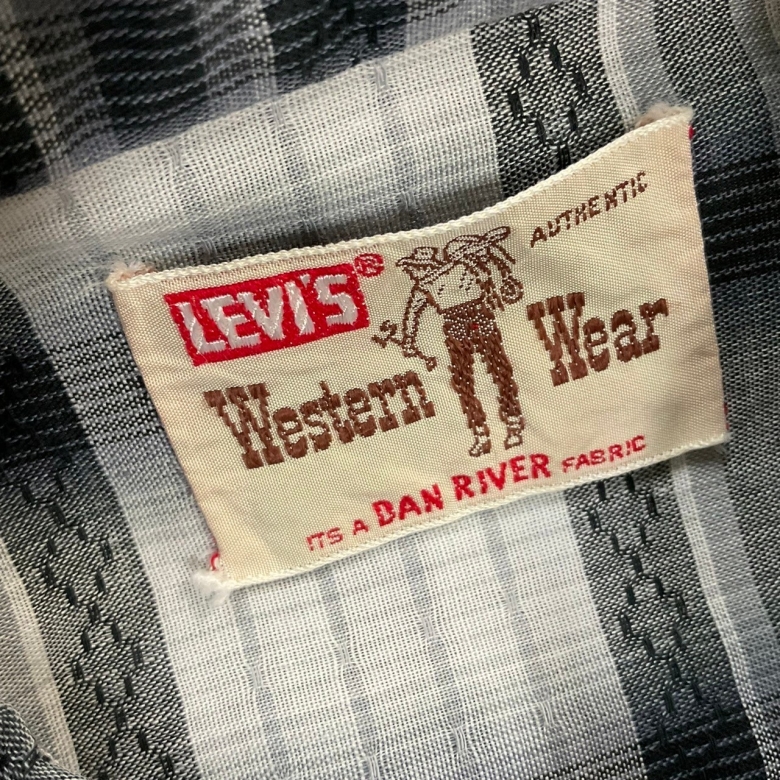 AUTHENTIC
LEVI'S®
Western Wear
ITS A DAN RIVER FABRIC